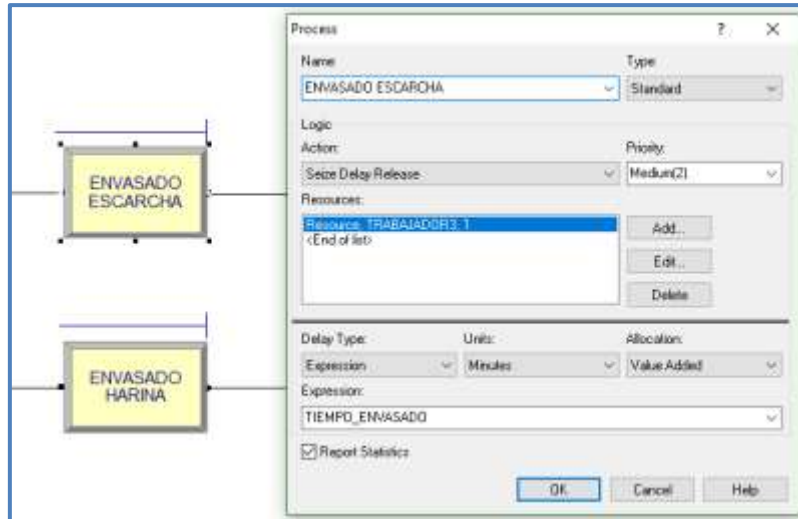 Process
? X
Name
Type
ENVASADO ESCARCHA
Standard
Logic
Action:
Priority:
Seize Delay Release
Medium(2)
Resources:
Resource, TRABAJADOR3, 1
<End of list>
Add...
Edit...
Delete
Delay Type:
Units:
Allocation:
Expression
Minutes
Value Added
Expression:
TIEMPO_ENVASADO
Report Statistics
OK
Cancel
Help
ENVASADO
ESCARCHA
ENVASADO
HARINA